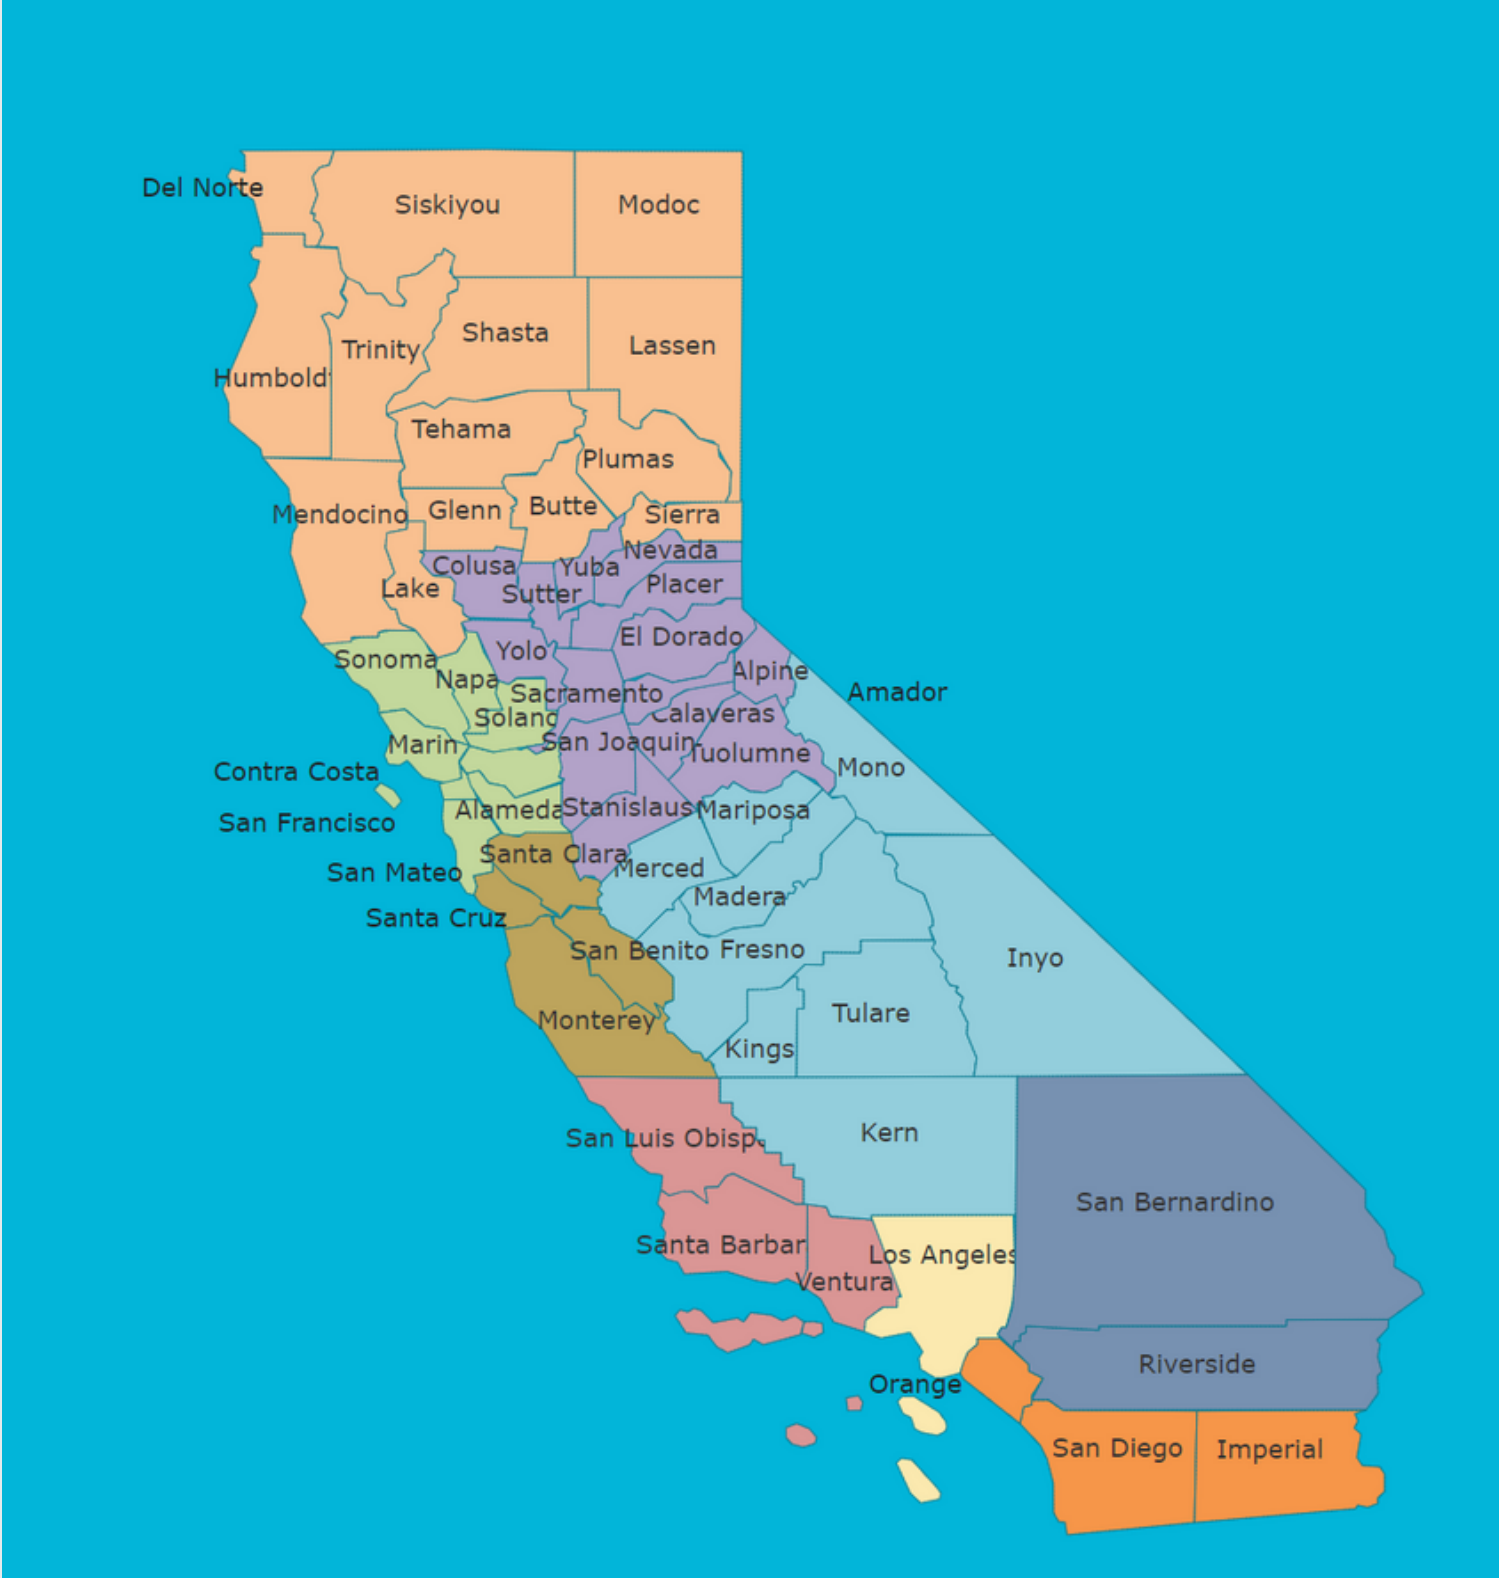 Del Norte
Siskiyou
Modoc
Shasta
Lassen
Trinity
Humbold
Tehama
Plumas
Glenn
Butte
Mendocino
Sierra
Nevada
Colusa
Yuba
Lake
Sutter
Placer
El Dorado
Yolo
Sonoma
Alpine
Napa
Sacramento
Amador
Solano
Calaveras
Marin
San Joaquin
Tuolumne
Mono
Contra Costa
Alameda
Stanislaus
Mariposa
San Francisco
Santa Clara
San Mateo
Merced
Madera
Santa Cruz
San Benito
Fresno
Inyo
Monterey
Tulare
Kings
San Luis Obispo
Kern
San Bernardino
Santa Barbar
Los Angeles
Ventura
Riverside
Orange
San Diego
Imperial